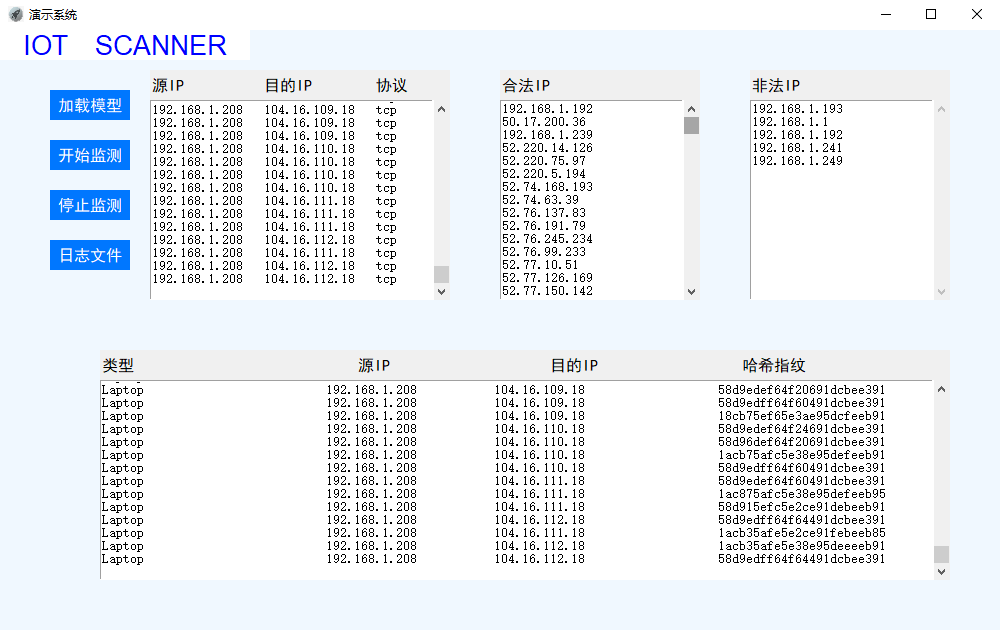 演示系统
IOT SCANNER
加载模型
开始监测
停止监测
日志文件
源IP 目的IP 协议
192.168.1.208 104.16.109.18 tcp
192.168.1.208 104.16.109.18 tcp
192.168.1.208 104.16.109.18 tcp
192.168.1.208 104.16.110.18 tcp
192.168.1.208 104.16.110.18 tcp
192.168.1.208 104.16.110.18 tcp
192.168.1.208 104.16.110.18 tcp
192.168.1.208 104.16.111.18 tcp
192.168.1.208 104.16.111.18 tcp
192.168.1.208 104.16.111.18 tcp
192.168.1.208 104.16.112.18 tcp
192.168.1.208 104.16.111.18 tcp
192.168.1.208 104.16.112.18 tcp
192.168.1.208 104.16.112.18 tcp
合法IP
192.168.1.192
50.17.200.36
192.168.1.239
52.220.14.126
52.220.75.97
52.220.5.194
52.74.168.193
52.74.63.39
52.76.137.83
52.76.191.79
52.76.245.234
52.76.99.233
52.77.10.51
52.77.126.169
52.77.150.142
非法IP
192.168.1.193
192.168.1.1
192.168.1.192
192.168.1.241
192.168.1.249
类型 源IP 目的IP 哈希指纹
Laptop 192.168.1.208 104.16.109.18 58d9edef64f20691dcbee391
Laptop 192.168.1.208 104.16.109.18 58d9edff64f60491dcbee391
Laptop 192.168.1.208 104.16.109.18 18cb75ef65e3ae95dcfeeb91
Laptop 192.168.1.208 104.16.110.18 58d9edef64f24691dcbee391
Laptop 192.168.1.208 104.16.110.18 58d96def64f20691dcbee391
Laptop 192.168.1.208 104.16.110.18 1acb75afc5e38e95defeeb91
Laptop 192.168.1.208 104.16.110.18 58d9edff64f60491dcbee391
Laptop 192.168.1.208 104.16.111.18 58d9edef64f60491dcbee391
Laptop 192.168.1.208 104.16.111.18 1ac875afc5e38e95defeeb95
Laptop 192.168.1.208 104.16.111.18 58d915efc5e2ce91debeeb91
Laptop 192.168.1.208 104.16.112.18 58d9edff64f64491dcbee391
Laptop 192.168.1.208 104.16.111.18 1acb35afe5e2ce91febeeb85
Laptop 192.168.1.208 104.16.112.18 1acb35afe5e38e95deeeeb91
Laptop 192.168.1.208 104.16.112.18 58d9edff64f64491dcbee391